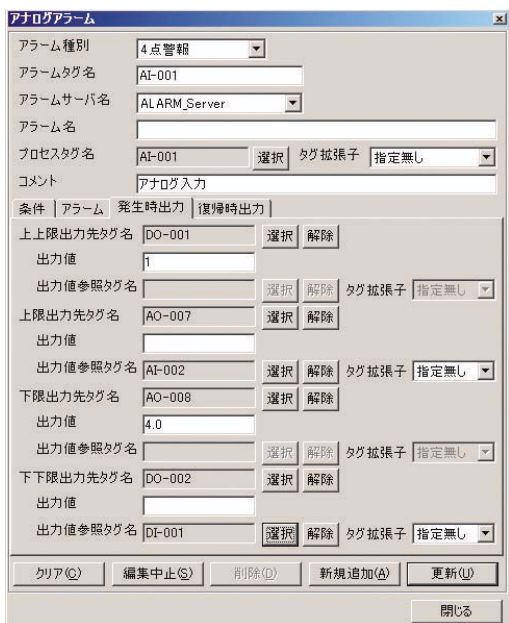 アナログアラーム
アラーム種別 4点警報
アラームタグ名 AI-001
アラームサーバ名 ALARM_Server
アラーム名
プロセスタグ名 AI-001 選択 タグ拡張子 指定無し
コメント アナログ入力
条件 アラーム 発生時出力 復帰時出力
上上限出力先タグ名 DO-001 選択 解除
出力値 1
出力値参照タグ名 選択 解除 タグ拡張子 指定無し
上限出力先タグ名 AO-007 選択 解除
出力値
出力値参照タグ名 AI-002 選択 解除 タグ拡張子 指定無し
下限出力先タグ名 AO-008 選択 解除
出力値 4.0
出力値参照タグ名 選択 解除 タグ拡張子 指定無し
下下限出力先タグ名 DO-002 選択 解除
出力値
出力値参照タグ名 DI-001 選択 解除 タグ拡張子 指定無し
クリア(C) 編集中止(S) 削除(D) 新規追加(A) 更新(U)
閉じる